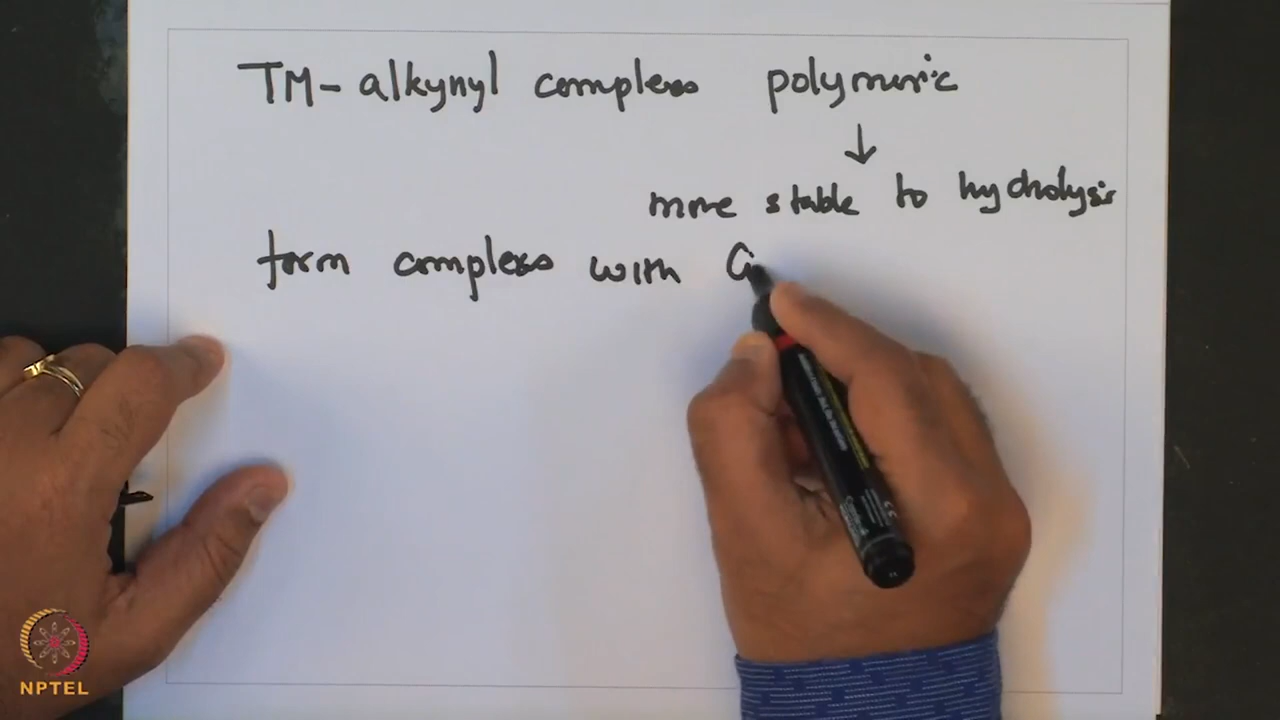 TM- alkynyl complexes polymeric
↓
more stable to hydrolysis
form complexes with
NPTEL